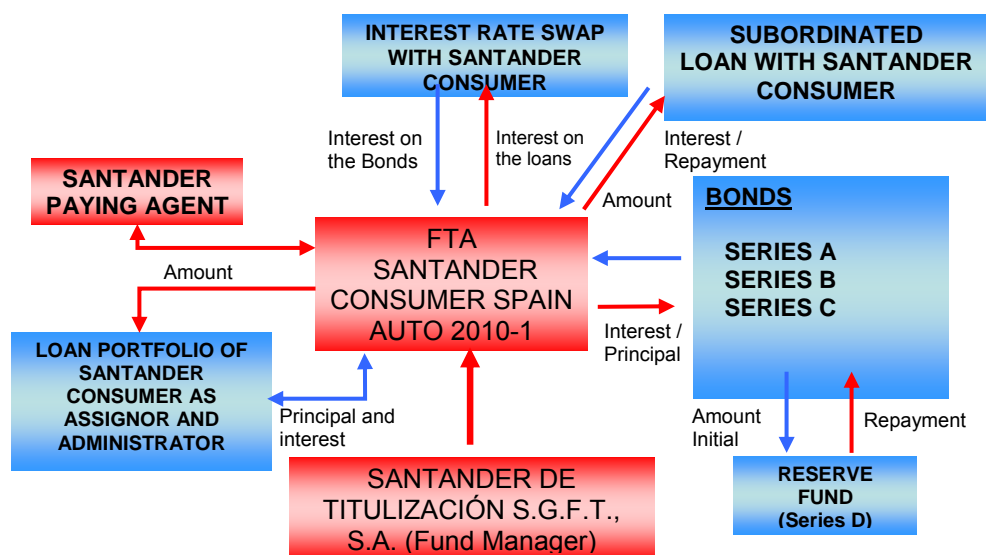 INTEREST RATE SWAP
WITH SANTANDER
CONSUMER
SUBORDINATED
LOAN WITH SANTANDER
CONSUMER
Interest on
the Bonds
Interest on
the loans
Interest /
Repayment
Amount
SANTANDER
PAYING AGENT
BONDS
SERIES A
SERIES B
SERIES C
FTA
SANTANDER
CONSUMER SPAIN
AUTO 2010-1
Amount
Interest /
Principal
LOAN PORTFOLIO OF
SANTANDER
CONSUMER AS
ASSIGNOR AND
ADMINISTRATOR
Principal and
interest
Amount
Initial
Repayment
SANTANDER DE
TITULIZACIÓN S.G.F.T.,
S.A. (Fund Manager)
RESERVE
FUND
(Series D)